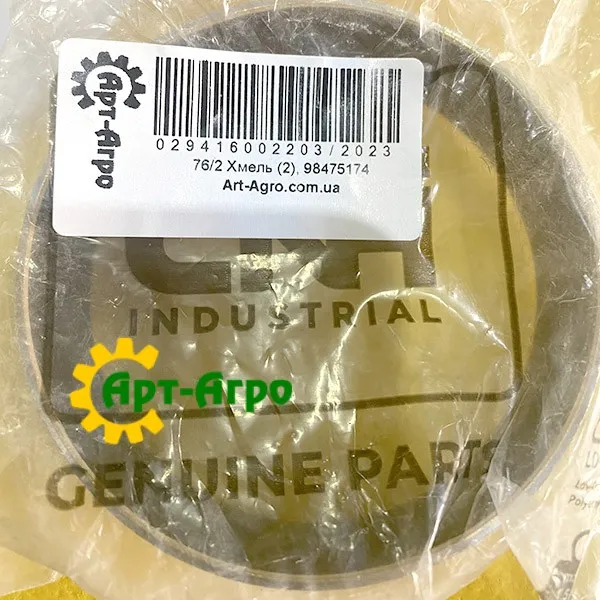 Арт-Агро
029416002203/2023
76/2 Хмель (2), 98475174
Art-Agro.com.ua
INDUSTRIAL
Арт-Агро
GENUINE PARTS